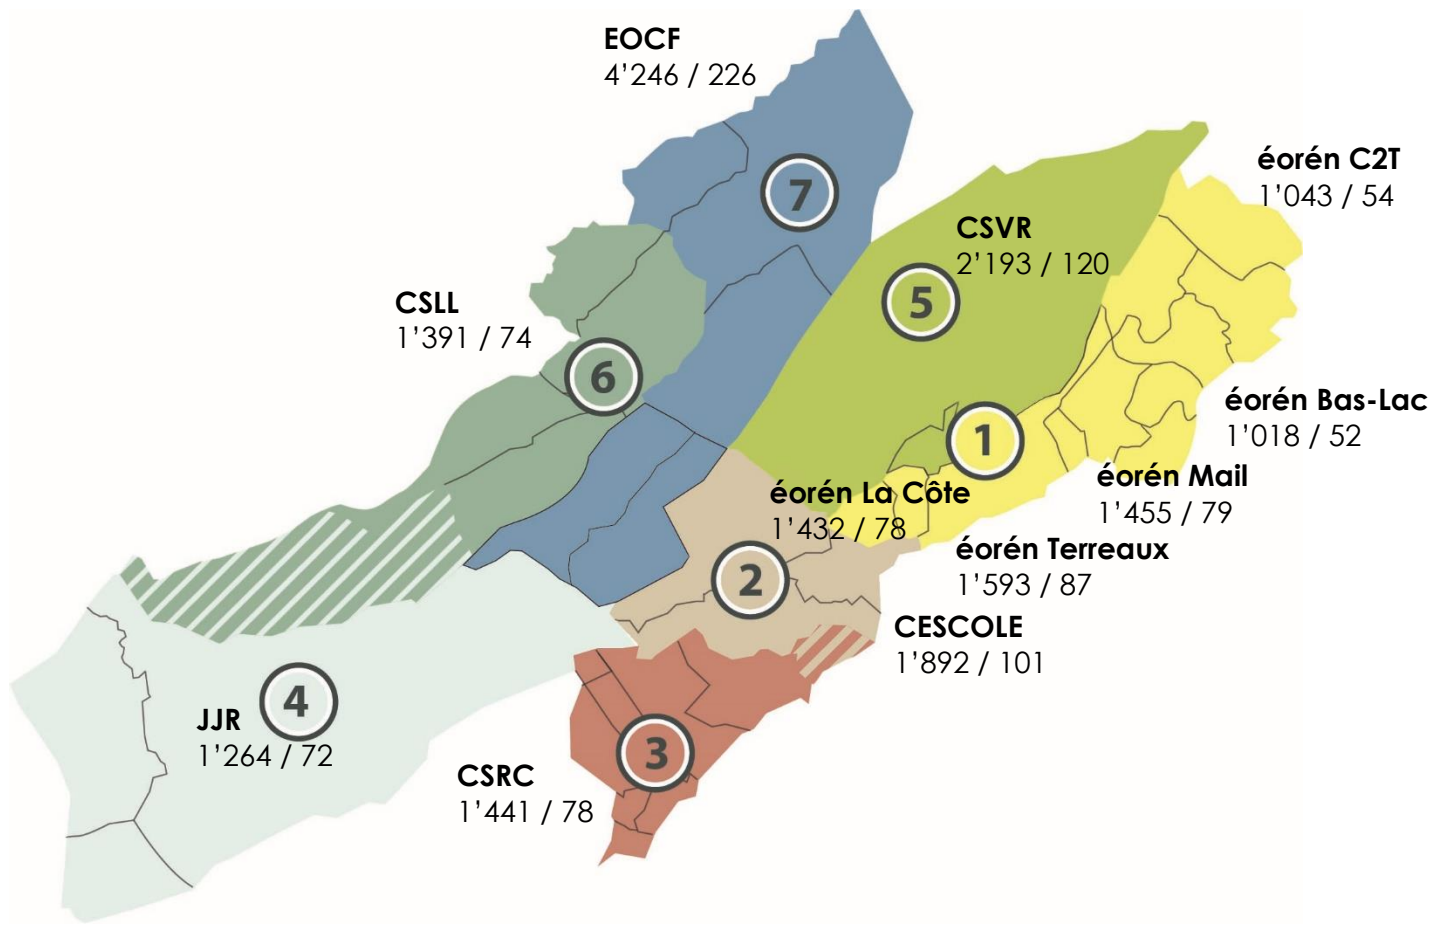 EOCF
4’246 / 226
7
éorén C2T
1’043 / 54
CSVR
2’193 / 120
5
CSLL
1’391 / 74
6
éorén Bas-Lac
1’018 / 52
1
éorén Mail
1’455 / 79
éorén La Côte
1’432 / 78
éorén Terreaux
1’593 / 87
2
CESCOLE
1’892 / 101
4
JJR
1’264 / 72
3
CSRC
1’441 / 78